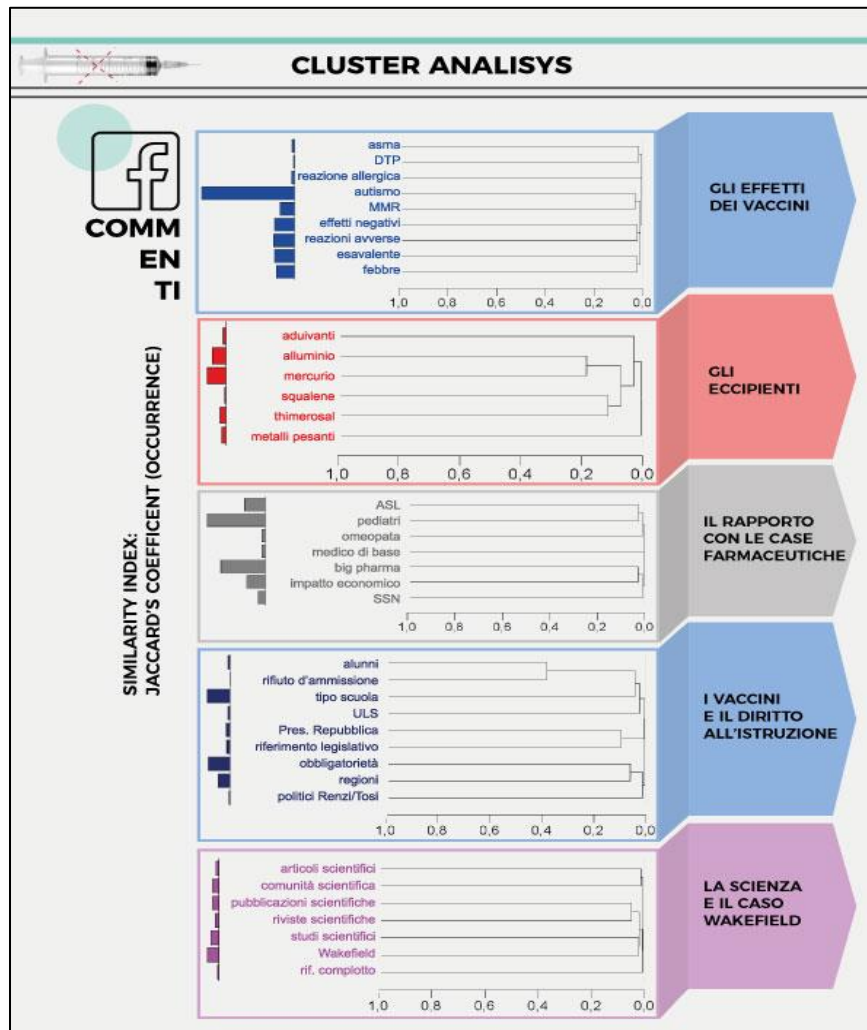 CLUSTER ANALISYS
f
COMM
EN
TI
SIMILARITY INDEX:
JACCARD'S COEFFICENT (OCCURRENCE)
asma
DTP
reazione allergica
autismo
MMR
effetti negativi
reazioni avverse
esavalente
febbre
1,0 0,8 0,6 0,4 0,2 0,0
GLI EFFETTI
DEI VACCINI
aduivanti
alluminio
mercurio
squalene
thimerosal
metalli pesanti
1,0 0,8 0,6 0,4 0,2 0,0
GLI
ECCIPIENTI
ASL
pediatri
omeopata
medico di base
big pharma
impatto economico
SSN
1,0 0,8 0,6 0,4 0,2 0,0
IL RAPPORTO
CON LE CASE
FARMACEUTICHE
alunni
rifiuto d'ammissione
tipo scuola
ULS
Pres. Repubblica
riferimento legislativo
obbligatorietà
regioni
politici Renzi/Tosi
1,0 0,8 0,6 0,4 0,2 0,0
I VACCINI
E IL DIRITTO
ALL'ISTRUZIONE
articoli scientifici
comunità scientifica
pubblicazioni scientifiche
riviste scientifiche
studi scientifici
Wakefield
rif. complotto
1,0 0,8 0,6 0,4 0,2 0,0
LA SCIENZA
E IL CASO
WAKEFIELD